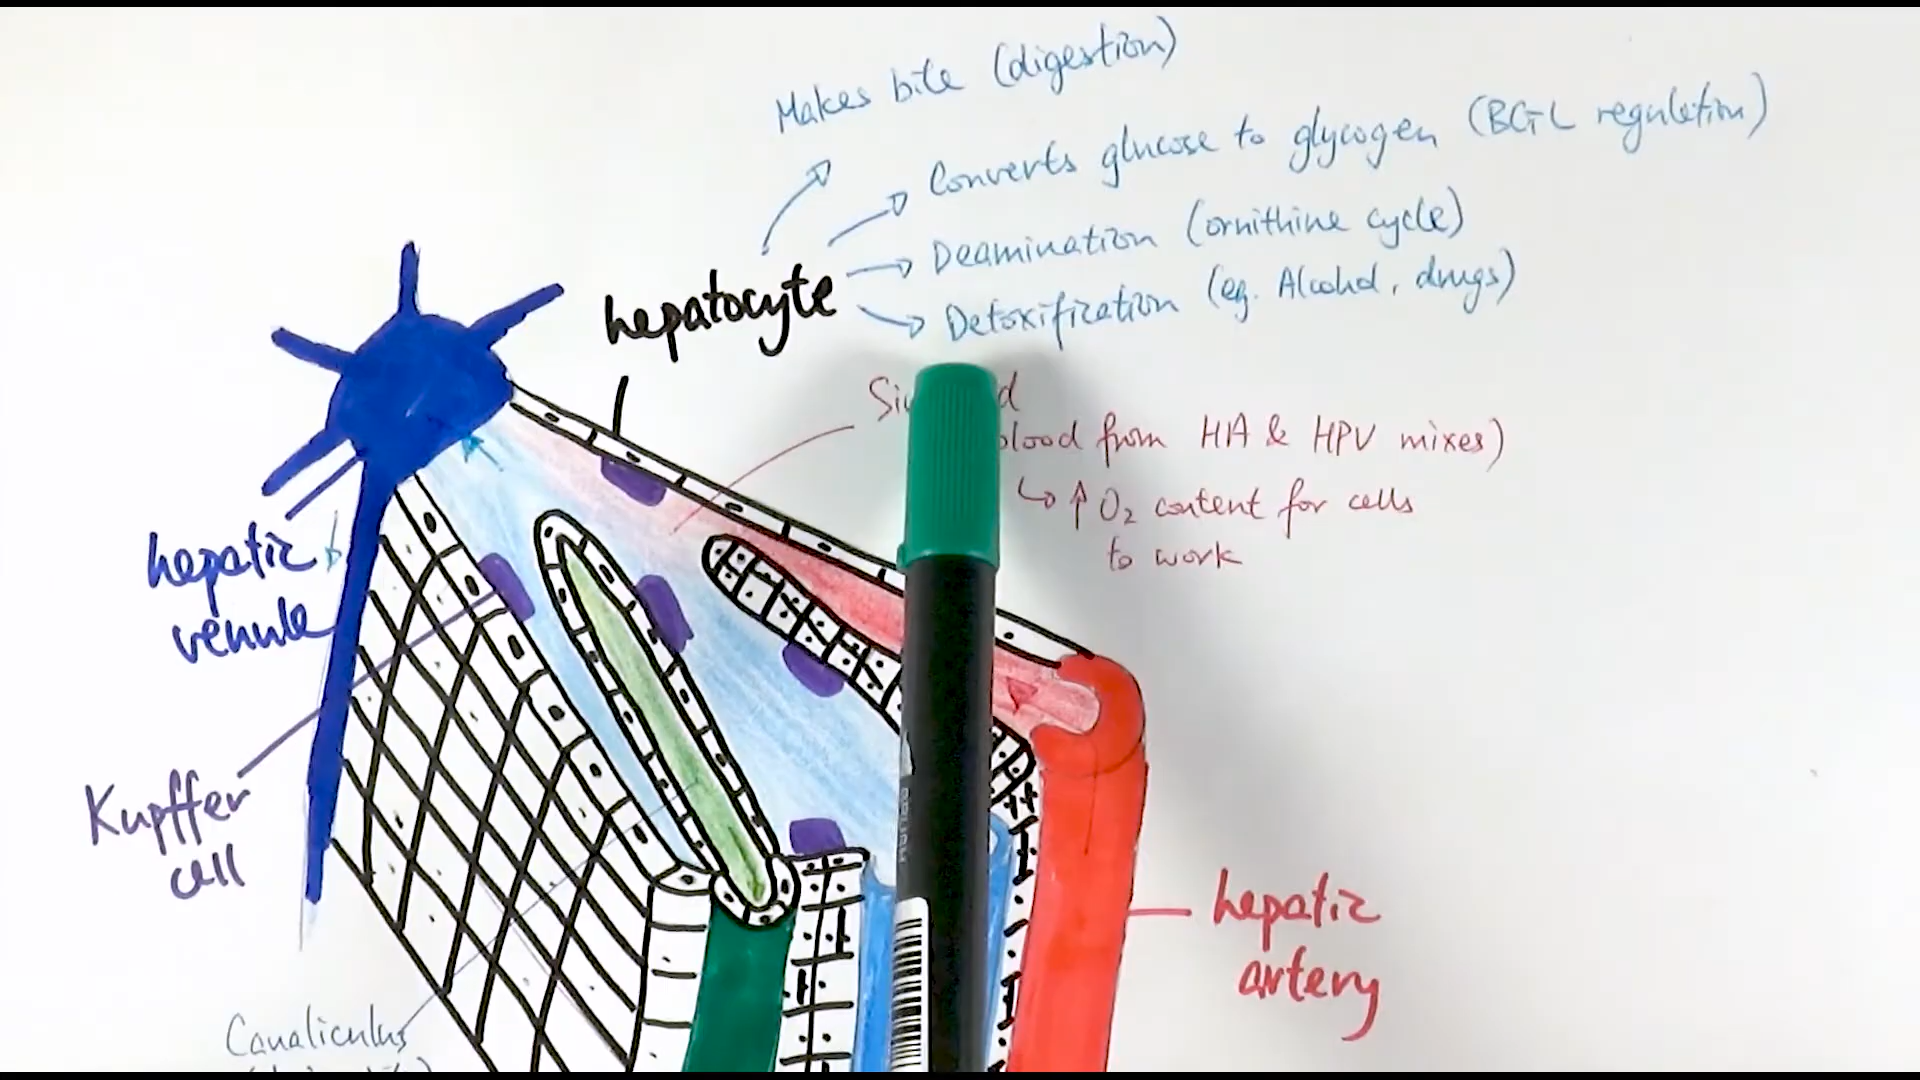 Makes bile (digestion)
Converts glucose to glycogen (BGL regulation)
Deamination (ornithine cycle)
Detoxification (eg. Alcohol, drugs)
hepatocyte
blood from HA & HPV mixes)
↳ ↑ O₂ content for cells
to work
hepatic
venule
Kupffer
cell
hepatic
artery
Canaliculus